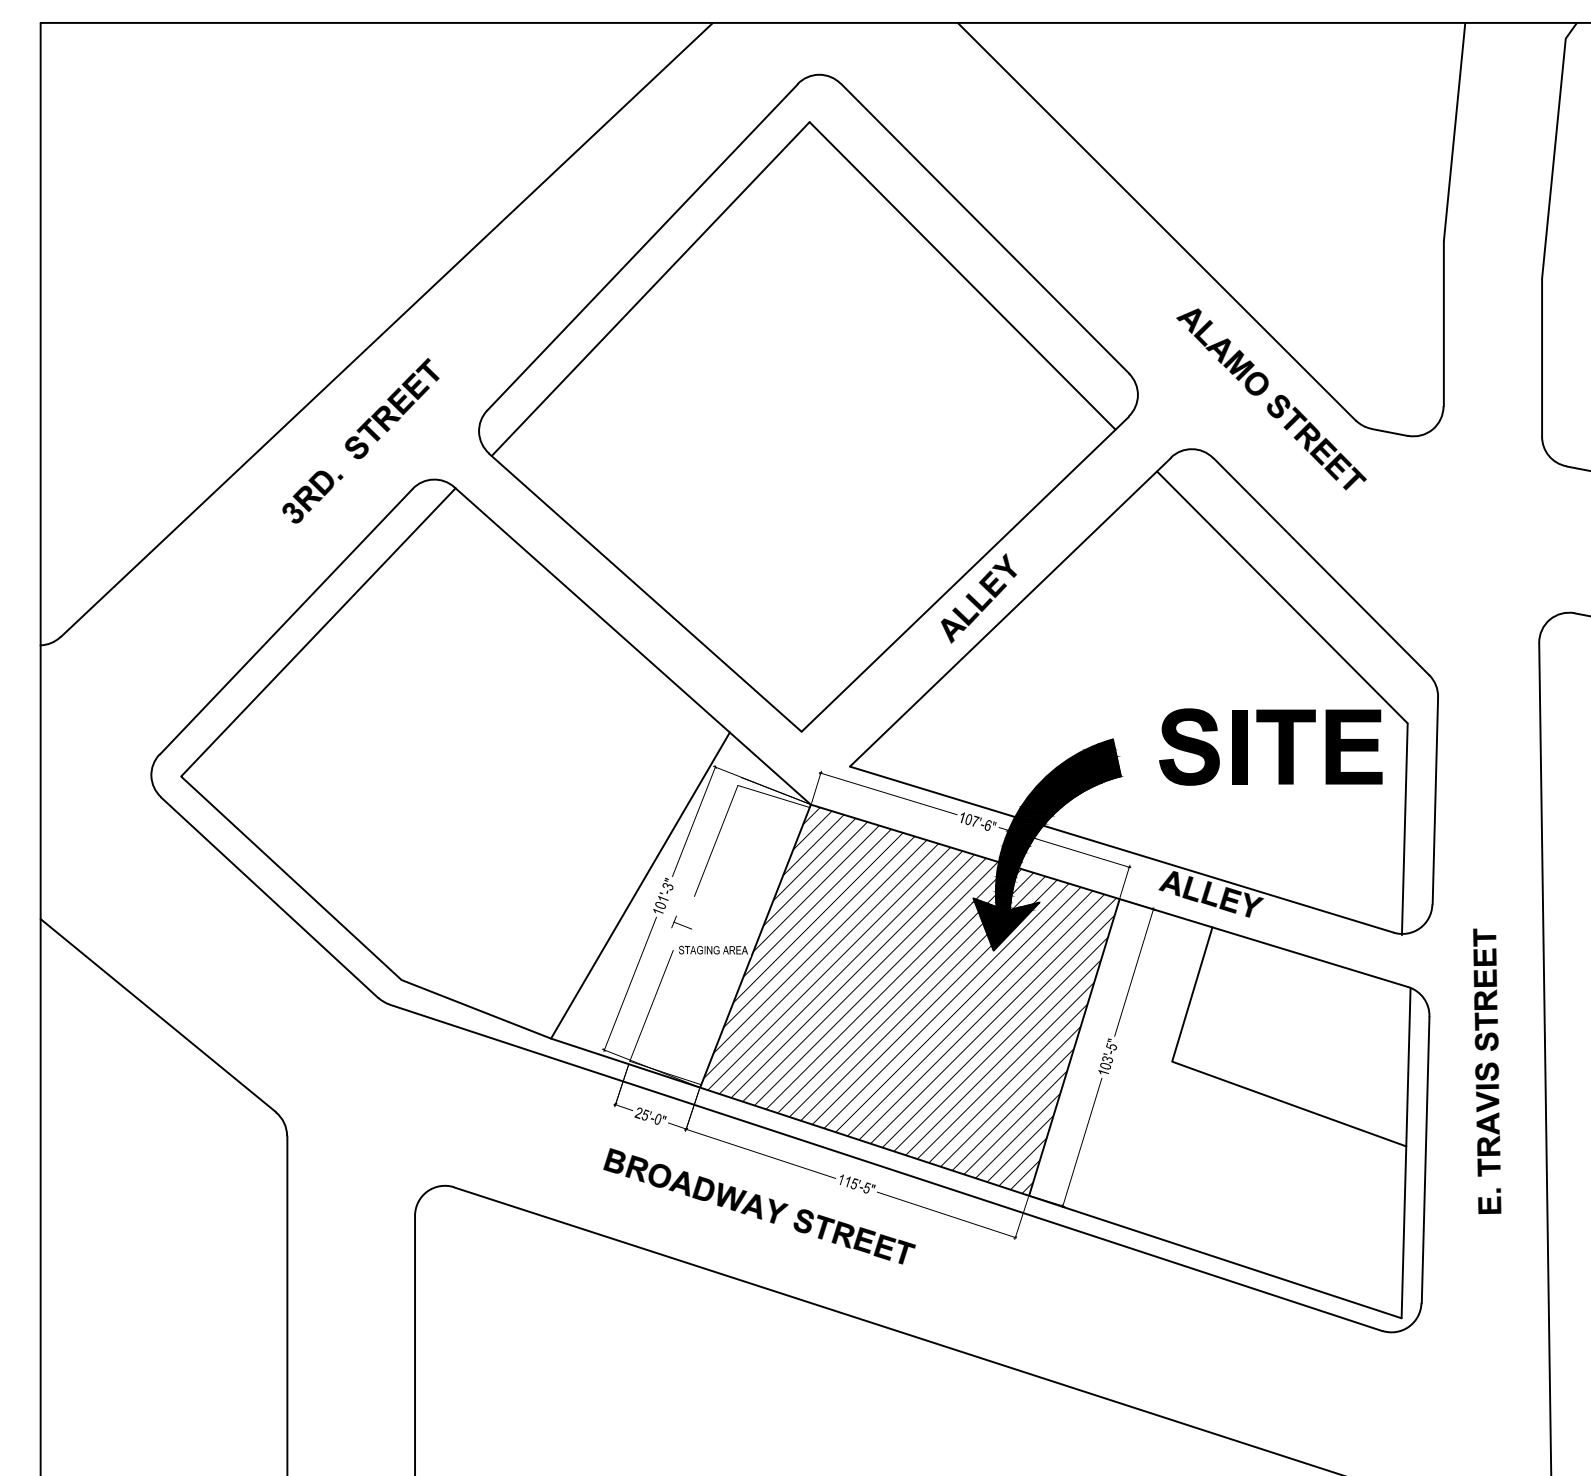 ALAMO STREET
3RD. STREET
ALLEY
SITE
107'-6"
ALLEY
101'-3"
STAGING AREA
E. TRAVIS STREET
103'-5"
25'-0"
115'-5"
BROADWAY STREET